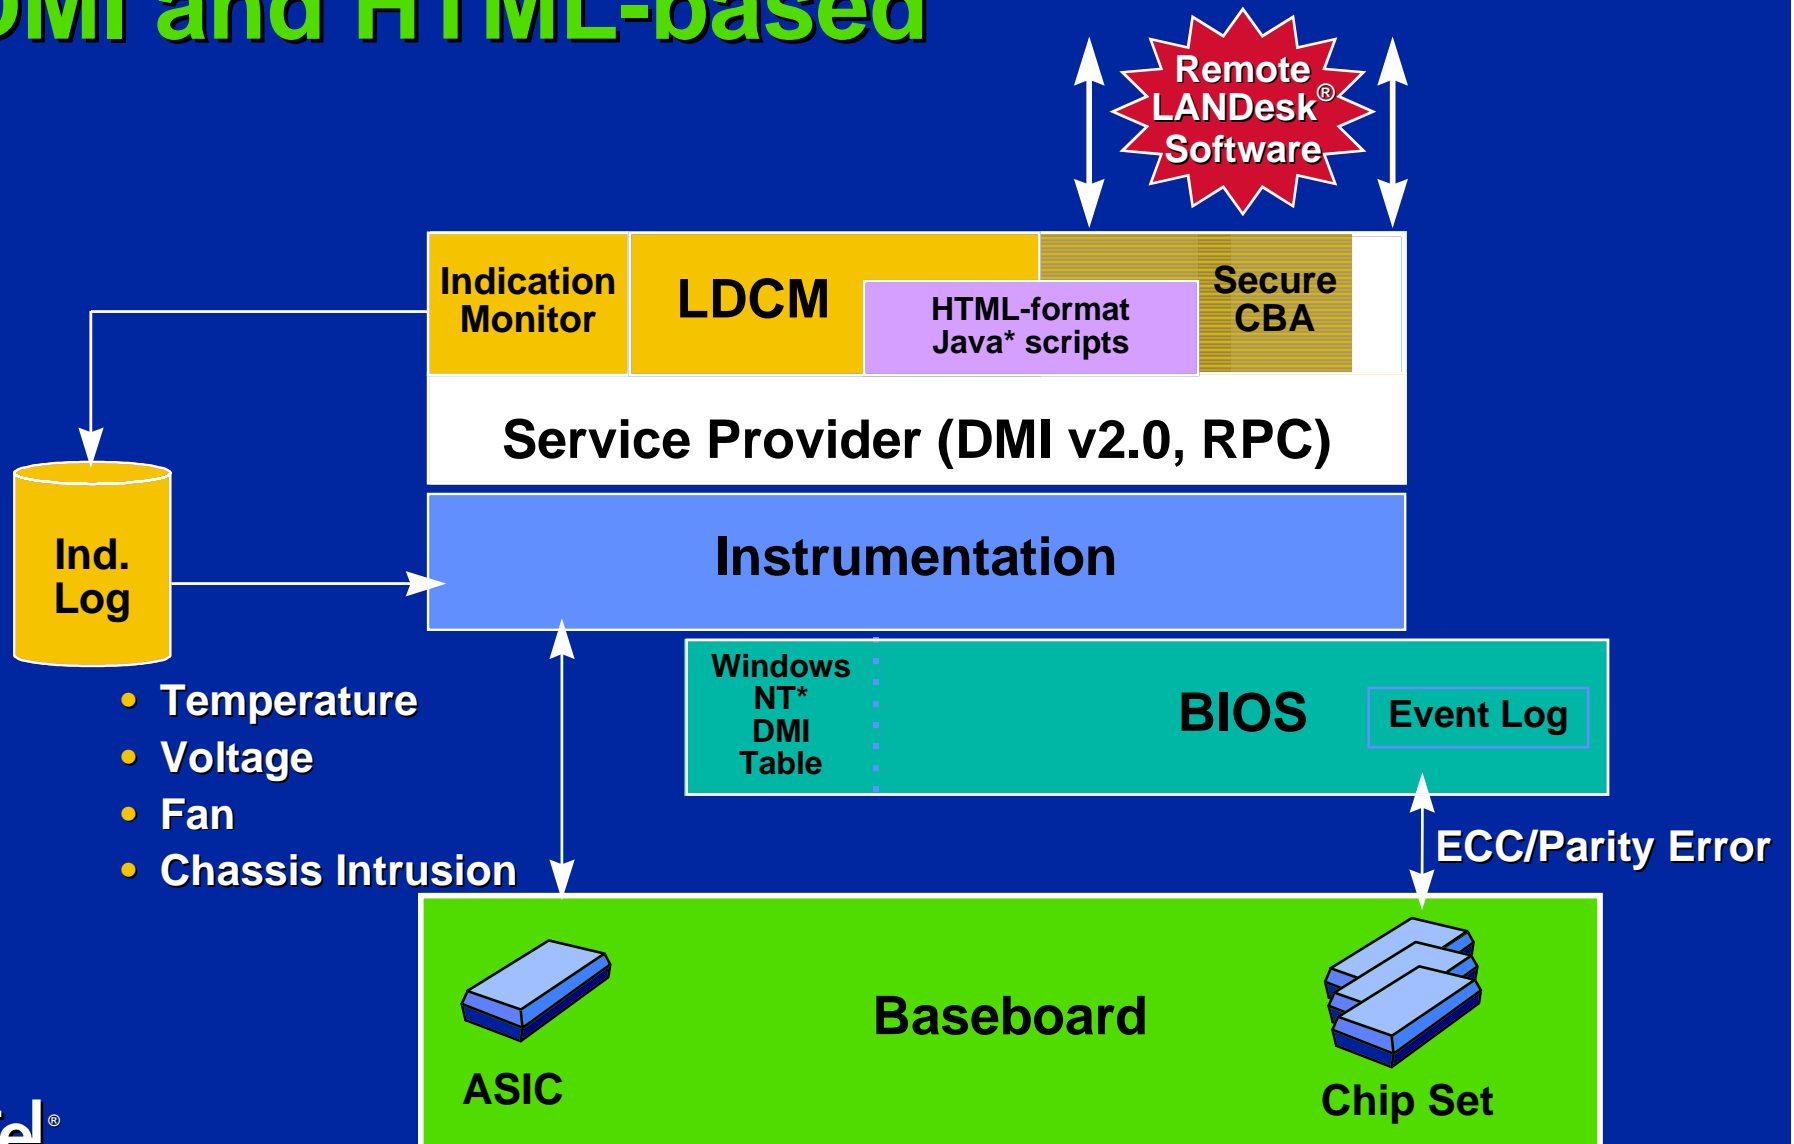 DMI and HTML-based
Remote
LANDesk®
Software
Indication
Monitor
LDCM
HTML-format
Java* scripts
Secure
CBA
Service Provider (DMI v2.0, RPC)
Ind.
Log
Instrumentation
Windows
NT*
DMI
Table
BIOS
Event Log
• Temperature
• Voltage
• Fan
• Chassis Intrusion
ECC/Parity Error
Baseboard
ASIC
Chip Set